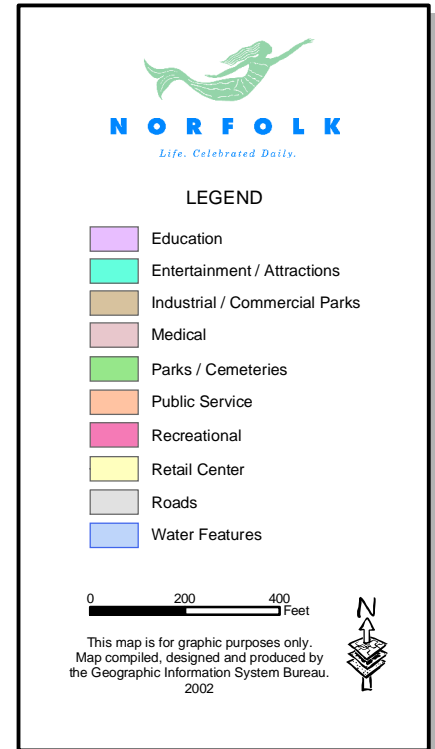 NORFOLK
Life. Celebrated Daily.
LEGEND
Education
Entertainment / Attractions
Industrial / Commercial Parks
Medical
Parks / Cemeteries
Public Service
Recreational
Retail Center
Roads
Water Features
0 200 400
Feet
N
This map is for graphic purposes only.
Map compiled, designed and produced by
the Geographic Information System Bureau.
2002